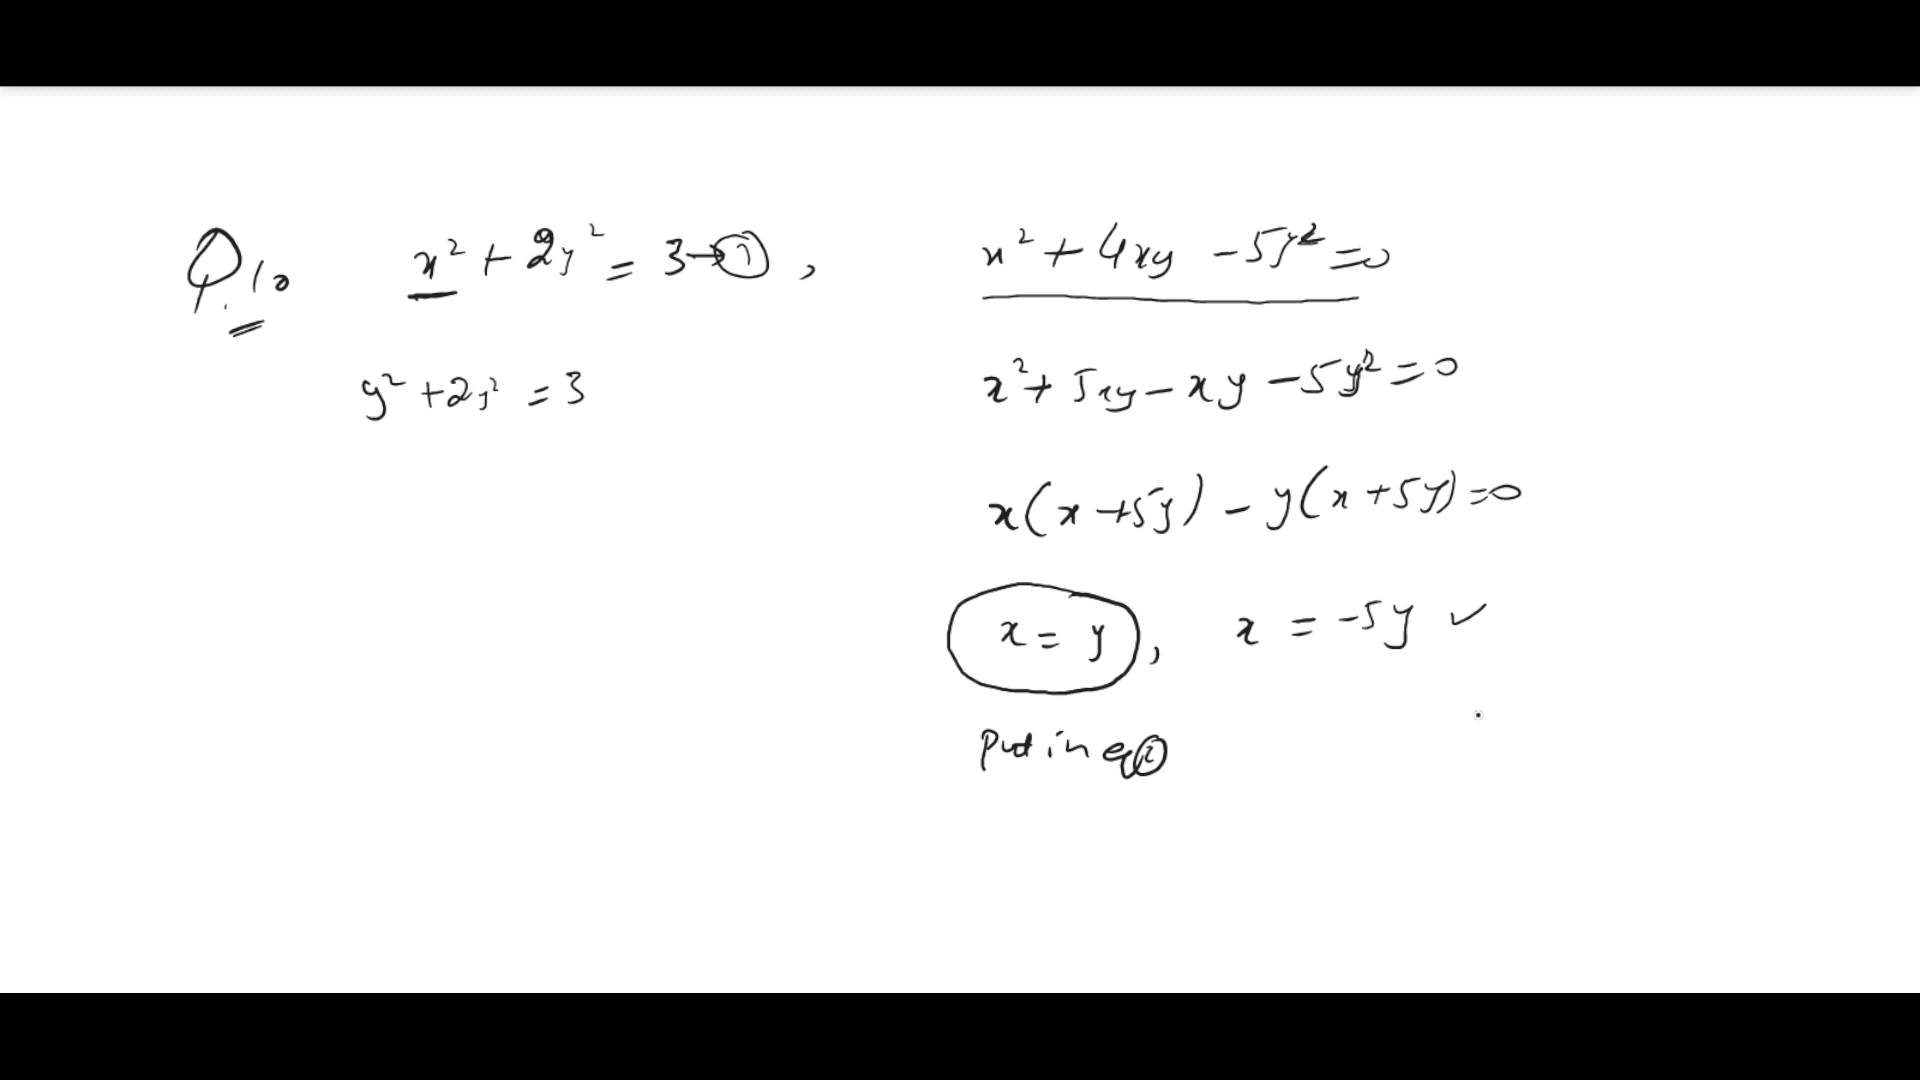 Q.10 x² + 2y² = 3 → ① , x² + 4xy - 5y² = 0
y² + 2y² = 3
x² + 5xy - xy - 5y² = 0
x(x + 5y) - y(x + 5y) = 0
x = y , x = -5y ✓
Put in eq ①